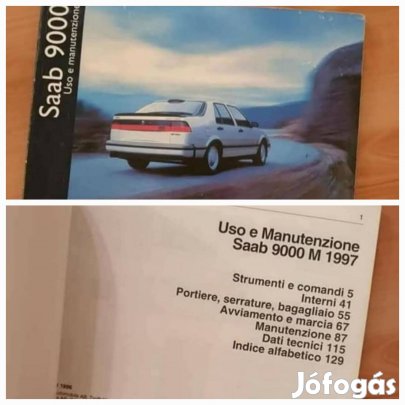 Saab 9000
Uso e manutenzione
1
Uso e Manutenzione
Saab 9000 M 1997
Strumenti e comandi 5
Interni 41
Portiere, serrature, bagagliaio 55
Avviamento e marcia 67
Manutenzione 87
Dati tecnici 115
Indice alfabetico 129
1996
Jófogás